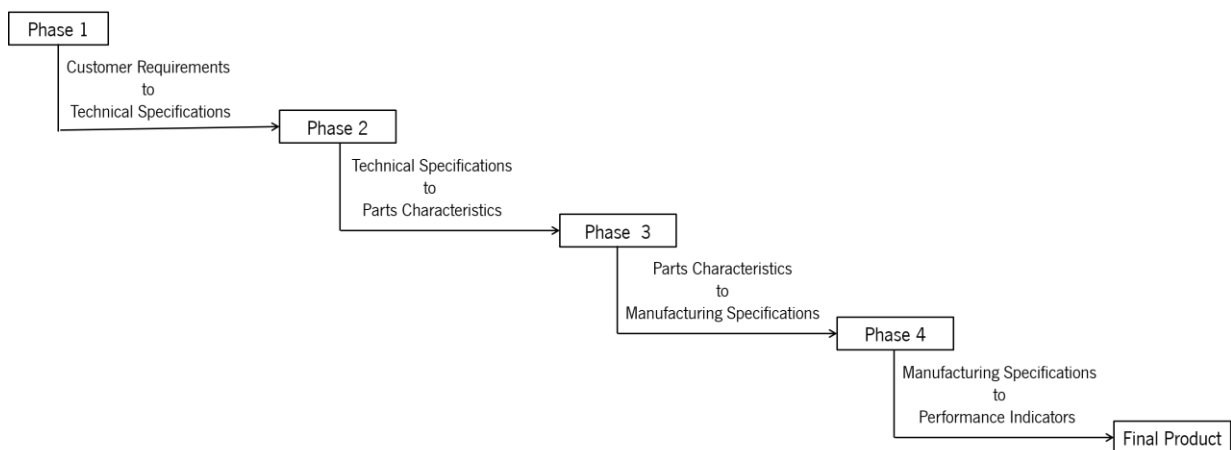 Phase 1
Customer Requirements
to
Technical Specifications
Phase 2
Technical Specifications
to
Parts Characteristics
Phase 3
Parts Characteristics
to
Manufacturing Specifications
Phase 4
Manufacturing Specifications
to
Performance Indicators
Final Product